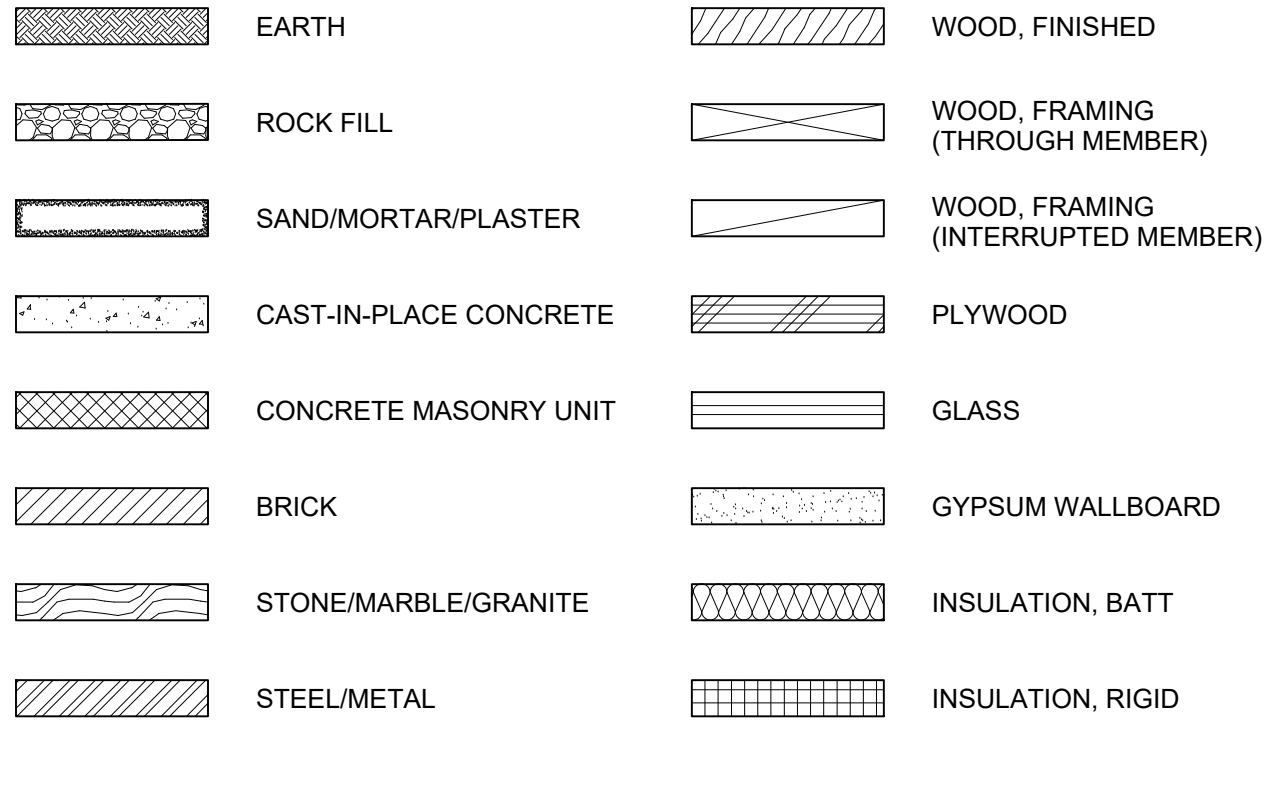 EARTH
ROCK FILL
SAND/MORTAR/PLASTER
CAST-IN-PLACE CONCRETE
CONCRETE MASONRY UNIT
BRICK
STONE/MARBLE/GRANITE
STEEL/METAL
WOOD, FINISHED
WOOD, FRAMING
(THROUGH MEMBER)
WOOD, FRAMING
(INTERRUPTED MEMBER)
PLYWOOD
GLASS
GYPSUM WALLBOARD
INSULATION, BATT
INSULATION, RIGID